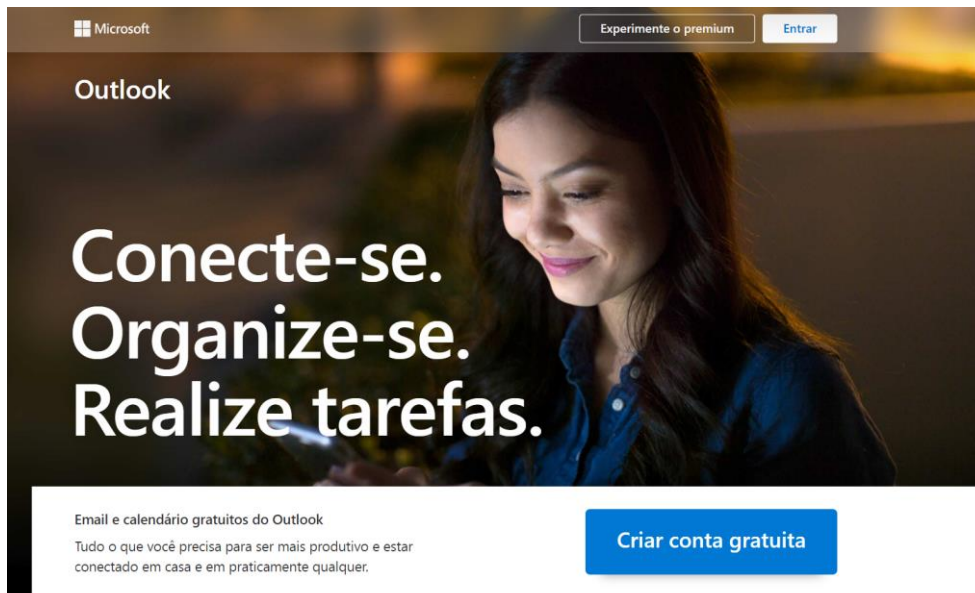 Microsoft
Experimente o premium
Entrar
Outlook
Conecte-se.
Organize-se.
Realize tarefas.
Email e calendário gratuitos do Outlook
Tudo o que você precisa para ser mais produtivo e estar
conectado em casa e em praticamente qualquer.
Criar conta gratuita